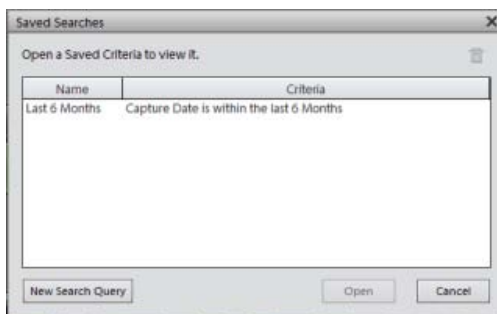 Saved Searches
Open a Saved Criteria to view it.
Name Criteria
Last 6 Months Capture Date is within the last 6 Months
New Search Query Open Cancel